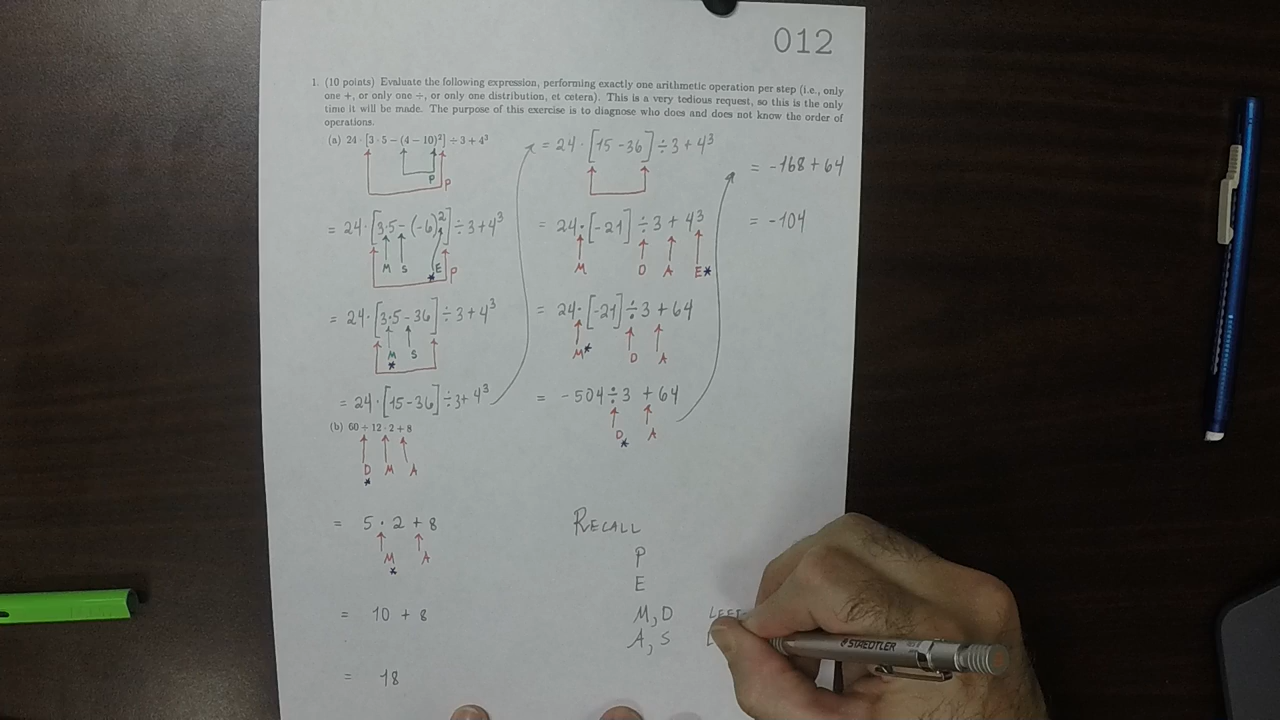 012
1. (10 points) Evaluate the following expression, performing exactly one arithmetic operation per step (i.e., only
one +, or only one ÷, or only one distribution, et cetera). This is a very tedious request, so this is the only
time it will be made. The purpose of this exercise is to diagnose who does and does not know the order of
operations.
(a) 24 · [3 · 5 − (4 − 10)²] ÷ 3 + 4³
P
P
= 24·[3·5-(-6)²]÷3+4³
M S E P
*
= 24·[3·5-36]÷3+4³
M S
*
= 24·[15-36]÷3+4³
= 24·[15-36]÷3+4³
= 24·[-21]÷3+4³
M D A E*
= 24·[-21]÷3+64
M* D A
= -504÷3+64
D A
*
= -168+64
= -104
(b) 60 ÷ 12 · 2 + 8
D M A
*
= 5·2+8
M A
*
= 10+8
= 18
RECALL
P
E
M, D
A, S
STAEDTLER